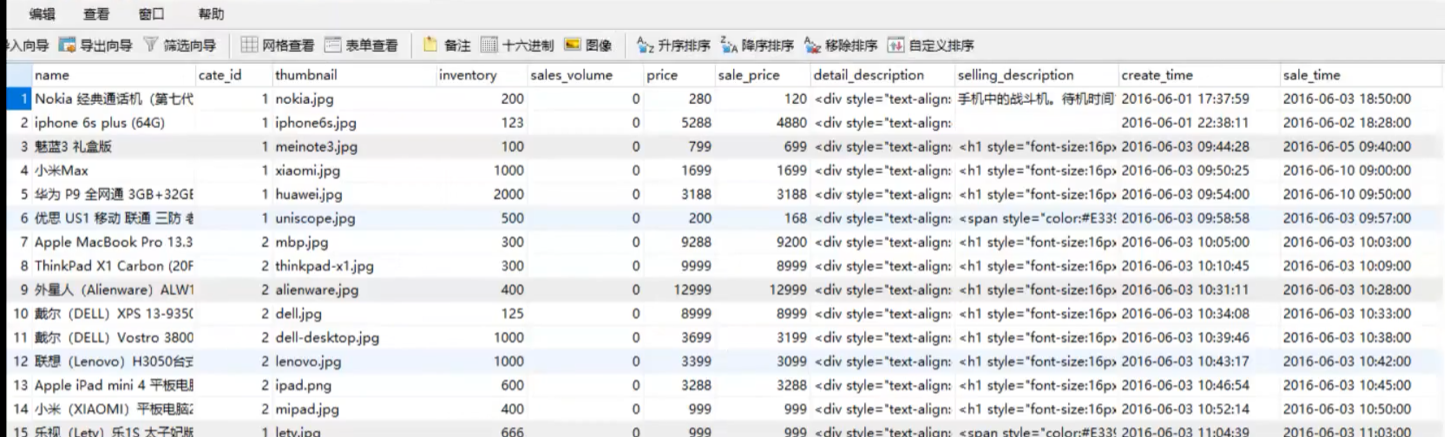 编辑 查看 窗口 帮助
导入向导 导出向导 筛选向导 网格查看 表单查看 备注 十六进制 图像 升序排序 降序排序 移除排序 自定义排序
name cate_id thumbnail inventory sales_volume price sale_price detail_description selling_description create_time sale_time
1 Nokia 经典通话机（第七代 1 nokia.jpg 200 0 280 120 <div style="text-align: 手机中的战斗机。待机时间 2016-06-01 17:37:59 2016-06-03 18:50:00
2 iphone 6s plus (64G) 1 iphone6s.jpg 123 0 5288 4880 <div style="text-align: 2016-06-01 22:38:11 2016-06-02 18:28:00
3 魅蓝3 礼盒版 1 meinote3.jpg 100 0 799 699 <div style="text-align: <h1 style="font-size:16px 2016-06-03 09:44:28 2016-06-05 09:40:00
4 小米Max 1 xiaomi.jpg 1000 0 1699 1699 <div style="text-align: <h1 style="font-size:16px 2016-06-03 09:50:25 2016-06-10 09:00:00
5 华为 P9 全网通 3GB+32GE 1 huawei.jpg 2000 0 3188 3188 <div style="text-align: <h1 style="font-size:16px 2016-06-03 09:54:00 2016-06-10 09:50:00
6 优思 US1 移动 联通 三防 老 1 uniscope.jpg 500 0 200 168 <div style="text-align: <span style="color:#E339 2016-06-03 09:58:58 2016-06-03 09:57:00
7 Apple MacBook Pro 13.3 2 mbp.jpg 300 0 9288 9200 <div style="text-align: <h1 style="font-size:16px 2016-06-03 10:05:00 2016-06-03 10:03:00
8 ThinkPad X1 Carbon (20F 2 thinkpad-x1.jpg 300 0 9999 8999 <div style="text-align: <h1 style="font-size:16px 2016-06-03 10:10:45 2016-06-03 10:09:00
9 外星人（Alienware）ALW1 2 alienware.jpg 400 0 12999 12999 <div style="text-align: <h1 style="font-size:16px 2016-06-03 10:31:11 2016-06-03 10:28:00
10 戴尔（DELL）XPS 13-9350 2 dell.jpg 125 0 8999 8999 <div style="text-align: <h1 style="font-size:16px 2016-06-03 10:34:08 2016-06-03 10:33:00
11 戴尔（DELL）Vostro 3800 2 dell-desktop.jpg 1000 0 3699 3199 <div style="text-align: <h1 style="font-size:16px 2016-06-03 10:39:46 2016-06-03 10:38:00
12 联想（Lenovo）H3050台式 2 lenovo.jpg 1000 0 3399 3099 <div style="text-align: <h1 style="font-size:16px 2016-06-03 10:43:17 2016-06-03 10:42:00
13 Apple iPad mini 4 平板电脑 2 ipad.png 600 0 3288 3288 <div style="text-align: <h1 style="font-size:16px 2016-06-03 10:46:54 2016-06-03 10:45:00
14 小米（XIAOMI）平板电脑2 2 mipad.jpg 400 0 999 999 <div style="text-align: <h1 style="font-size:16px 2016-06-03 10:52:14 2016-06-03 10:50:00
15 乐视（Letv）乐1S 太子妃版 1 letv.jpg 666 0 999 999 <div style="text-align: <span style="color:#E339 2016-06-03 11:04:39 2016-06-03 11:03:00